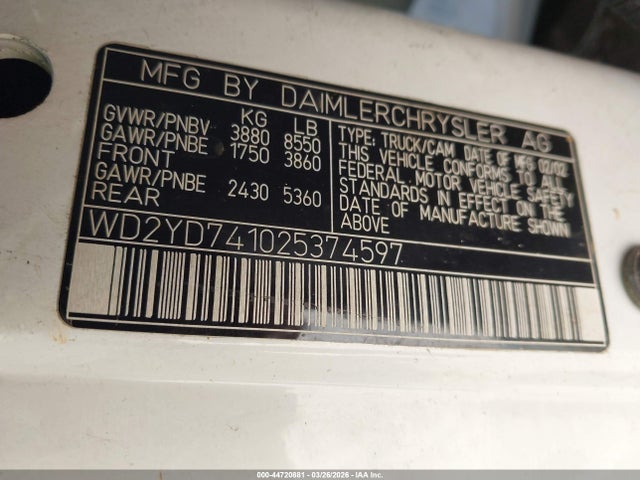 MFG BY DAIMLERCHRYSLER AG
KG LB
GVWR/PNBV 3880 8550
GAWR/PNBE 1750 3860
FRONT
GAWR/PNBE 2430 5360
REAR
TYPE: TRUCK/CAM. DATE OF MFG 02/02
THIS VEHICLE CONFORMS TO ALL
FEDERAL MOTOR VEHICLE SAFETY
STANDARDS IN EFFECT ON THE
DATE OF MANUFACTURE SHOWN
ABOVE
WD2YD741025374597
000-44720881 - 03/26/2026 - IAA Inc.